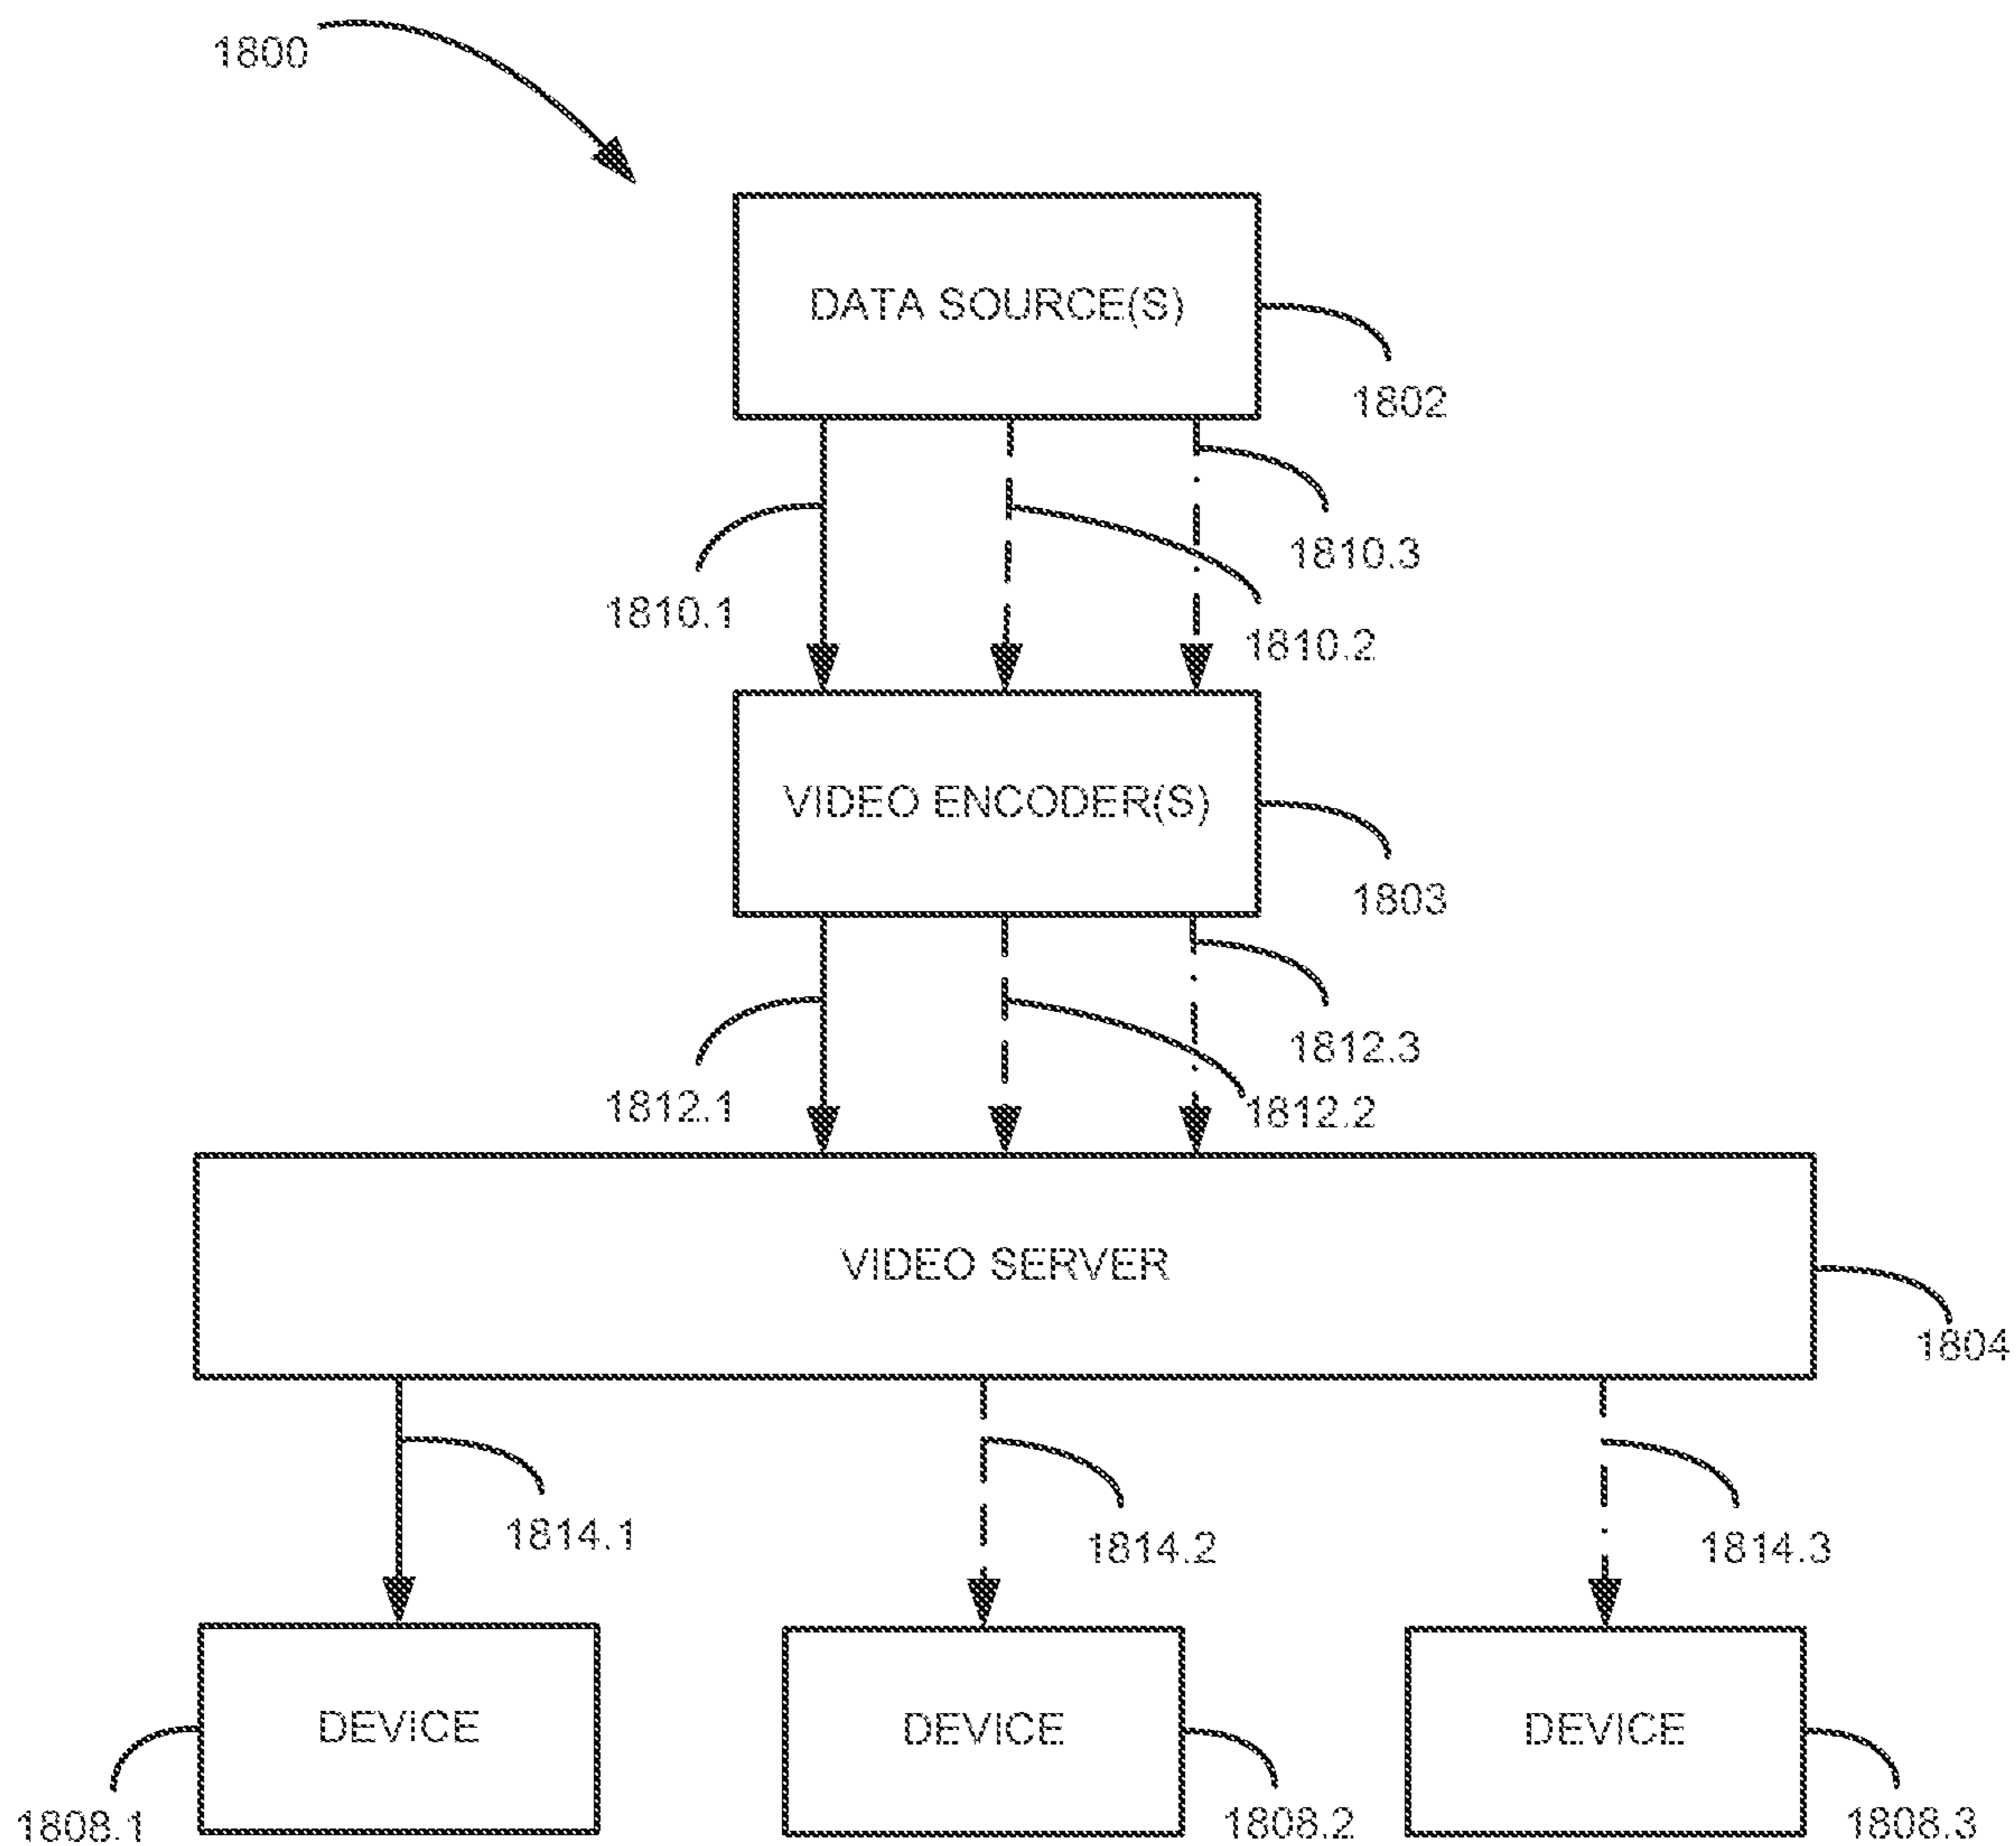 1800
DATA SOURCE(S)
1802
1810.3
1810.1
1810.2
VIDEO ENCODER(S)
1803
1812.3
1812.1
1812.2
VIDEO SERVER
1804
1814.1
1814.2
1814.3
DEVICE
DEVICE
DEVICE
1808.1
1808.2
1808.3